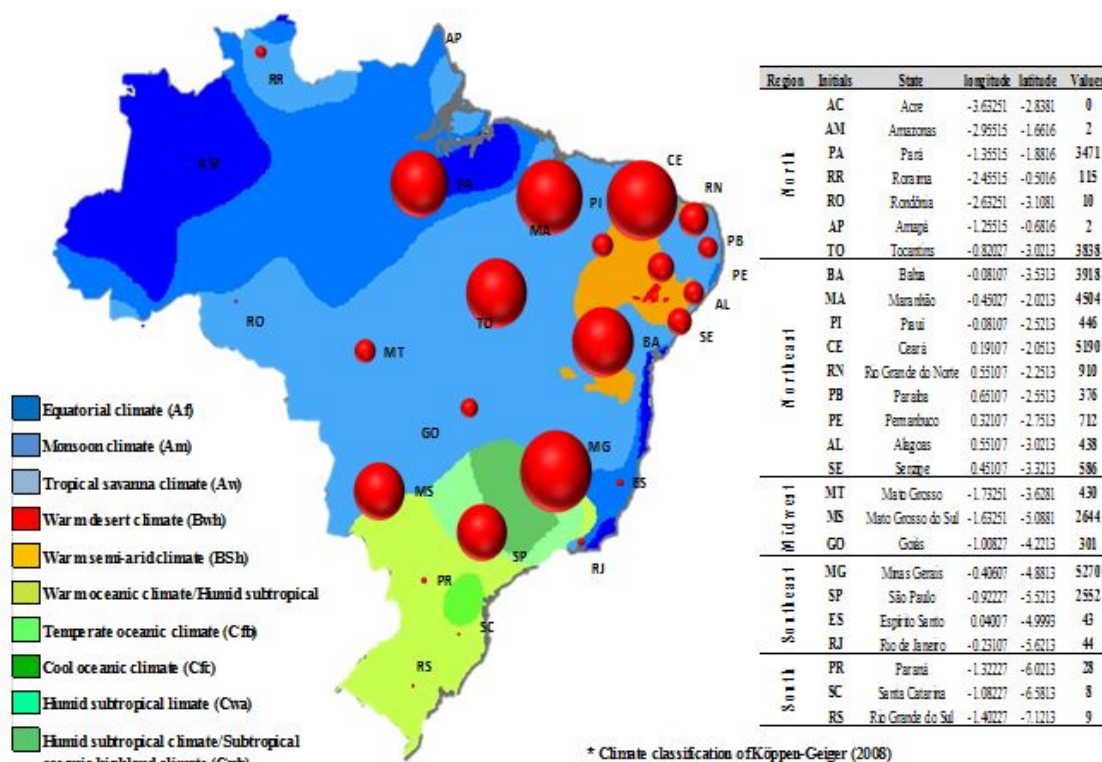 AP
RR
AM
PA
CE
RN
PI
MA
PB
PE
AL
SE
RO
TO
BA
MT
GO
MG
MS
ES
SP
RJ
PR
SC
RS
Equatorial climate (Af)
Monsoon climate (Am)
Tropical savanna climate (Aw)
Warm desert climate (Bwh)
Warm semi-arid climate (BSh)
Warm oceanic climate/Humid subtropical
Temperate oceanic climate (Cfb)
Cool oceanic climate (Cfc)
Humid subtropical limate (Cwa)
Humid subtropical climate/Subtropical
oceanic highland climate (Cwb)
Region Initials State longitude latitude Values
North
AC Acre -3.63251 -2.8381 0
AM Amazonas -2.95515 -1.6616 2
PA Pará -1.35515 -1.8816 3471
RR Roraima -2.45515 -0.5016 115
RO Rondônia -2.63251 -3.1081 10
AP Amapá -1.25515 -0.6816 2
TO Tocantins -0.82027 -3.0213 3838
Northeast
BA Bahia -0.08107 -3.5313 3918
MA Maranhão -0.45027 -2.0213 4504
PI Piauí -0.08107 -2.5213 446
CE Ceará 0.19107 -2.0513 5190
RN Rio Grande do Norte 0.55107 -2.2513 910
PB Paraíba 0.65107 -2.5513 376
PE Pernambuco 0.32107 -2.7513 712
AL Alagoas 0.55107 -3.0213 438
SE Sergipe 0.45107 -3.3213 586
Midwest
MT Mato Grosso -1.73251 -3.6281 430
MS Mato Grosso do Sul -1.63251 -5.0881 2644
GO Goiás -1.00827 -4.2213 301
Southeast
MG Minas Gerais -0.40607 -4.8813 5270
SP São Paulo -0.92227 -5.5213 2552
ES Espírito Santo 0.04007 -4.9993 43
RJ Rio de Janeiro -0.23107 -5.6213 44
South
PR Paraná -1.32227 -6.0213 28
SC Santa Catarina -1.08227 -6.5813 8
RS Rio Grande do Sul -1.40227 -7.1213 9
* Climate classification of Köppen-Geiger (2008)